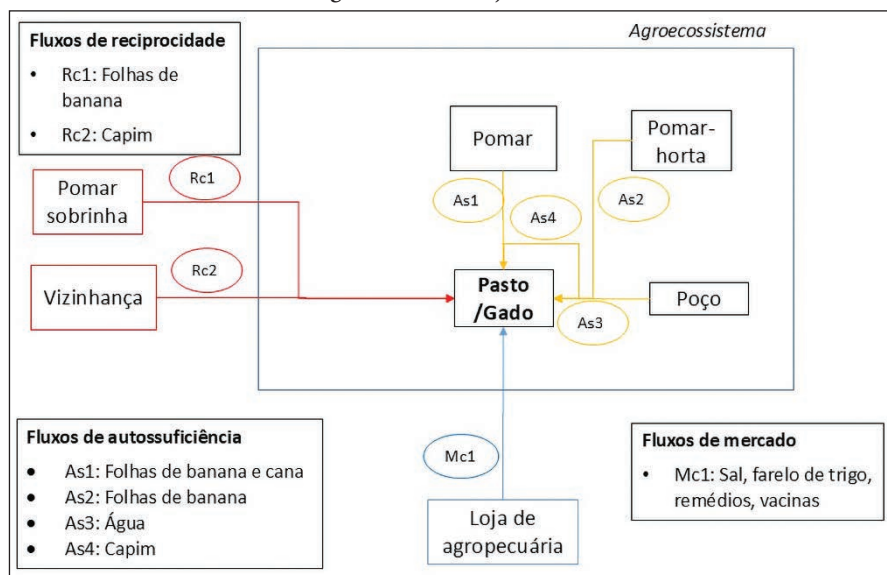 Agroecossistema
Fluxos de reciprocidade
• Rc1: Folhas de
banana
• Rc2: Capim
Pomar
sobrinha
Rc1
Vizinhança
Rc2
Pomar
Pomar-
horta
As1
As4
As2
Pasto
/Gado
As3
Poço
Fluxos de autossuficiência
• As1: Folhas de banana e cana
• As2: Folhas de banana
• As3: Água
• As4: Capim
Mc1
Loja de
agropecuária
Fluxos de mercado
• Mc1: Sal, farelo de trigo,
remédios, vacinas